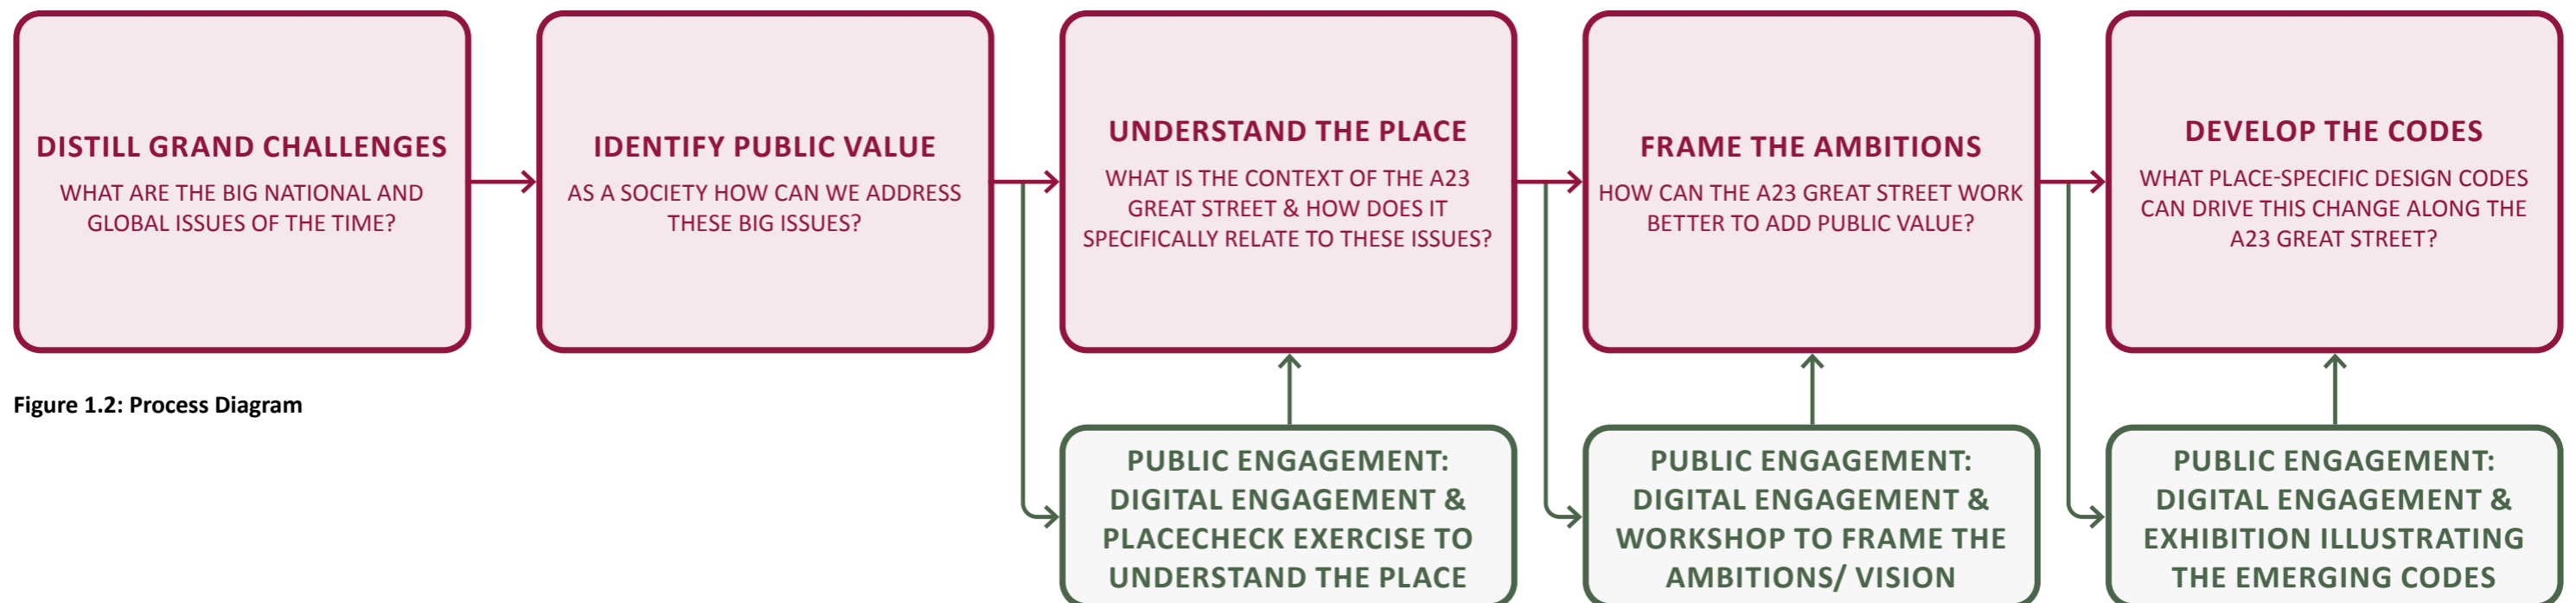 DISTILL GRAND CHALLENGES
WHAT ARE THE BIG NATIONAL AND
GLOBAL ISSUES OF THE TIME?
IDENTIFY PUBLIC VALUE
AS A SOCIETY HOW CAN WE ADDRESS
THESE BIG ISSUES?
UNDERSTAND THE PLACE
WHAT IS THE CONTEXT OF THE A23
GREAT STREET & HOW DOES IT
SPECIFICALLY RELATE TO THESE ISSUES?
FRAME THE AMBITIONS
HOW CAN THE A23 GREAT STREET WORK
BETTER TO ADD PUBLIC VALUE?
DEVELOP THE CODES
WHAT PLACE-SPECIFIC DESIGN CODES
CAN DRIVE THIS CHANGE ALONG THE
A23 GREAT STREET?
Figure 1.2: Process Diagram
PUBLIC ENGAGEMENT:
DIGITAL ENGAGEMENT &
PLACECHECK EXERCISE TO
UNDERSTAND THE PLACE
PUBLIC ENGAGEMENT:
DIGITAL ENGAGEMENT &
WORKSHOP TO FRAME THE
AMBITIONS/ VISION
PUBLIC ENGAGEMENT:
DIGITAL ENGAGEMENT &
EXHIBITION ILLUSTRATING
THE EMERGING CODES